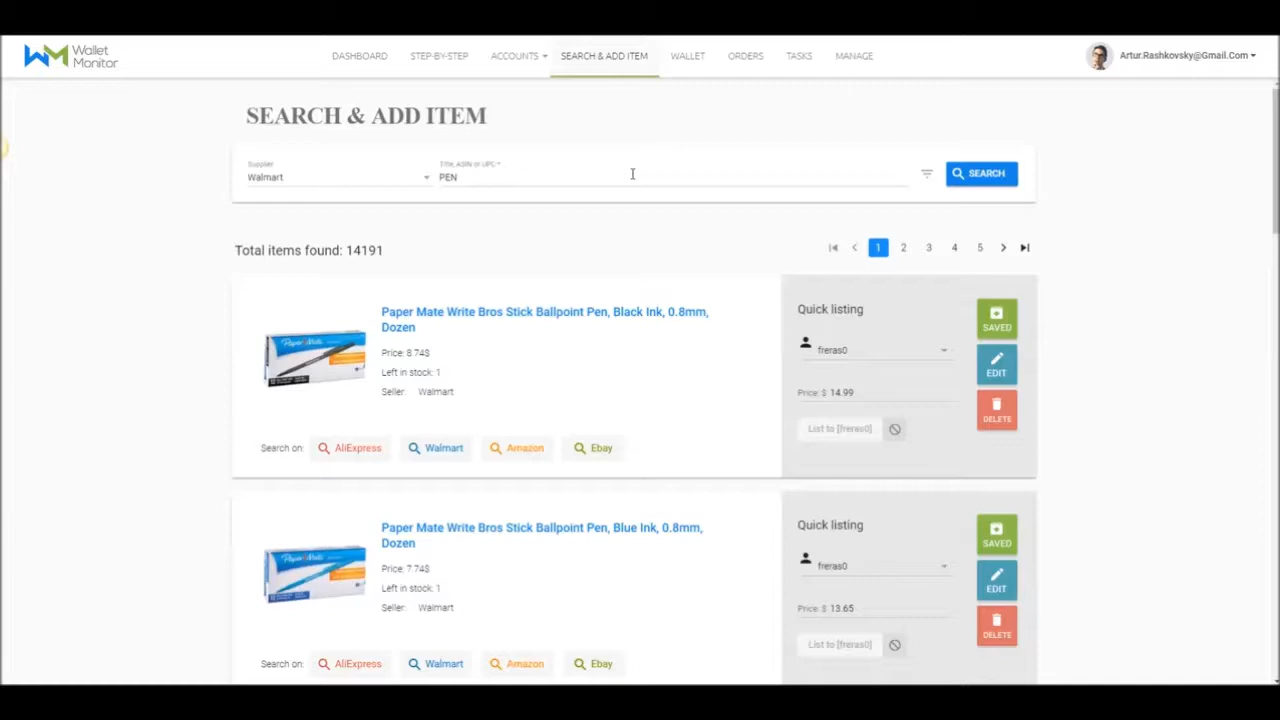 Wallet
Monitor
DASHBOARD
STEP-BY-STEP
ACCOUNTS
SEARCH & ADD ITEM
WALLET
ORDERS
TASKS
MANAGE
Artur.Rashkovsky@Gmail.Com
SEARCH & ADD ITEM
Supplier
Walmart
Title, ASIN or UPC *
PEN
SEARCH
Total items found: 14191
1
2
3
4
5
Paper Mate Write Bros Stick Ballpoint Pen, Black Ink, 0.8mm,
Dozen
Price: 8.74$
Left in stock: 1
Seller: Walmart
Search on:
AliExpress
Walmart
Amazon
Ebay
Quick listing
freras0
Price: $ 14.99
List to [freras0]
SAVED
EDIT
DELETE
Paper Mate Write Bros Stick Ballpoint Pen, Blue Ink, 0.8mm,
Dozen
Price: 7.74$
Left in stock: 1
Seller: Walmart
Search on:
AliExpress
Walmart
Amazon
Ebay
Quick listing
freras0
Price: $ 13.65
List to [freras0]
SAVED
EDIT
DELETE